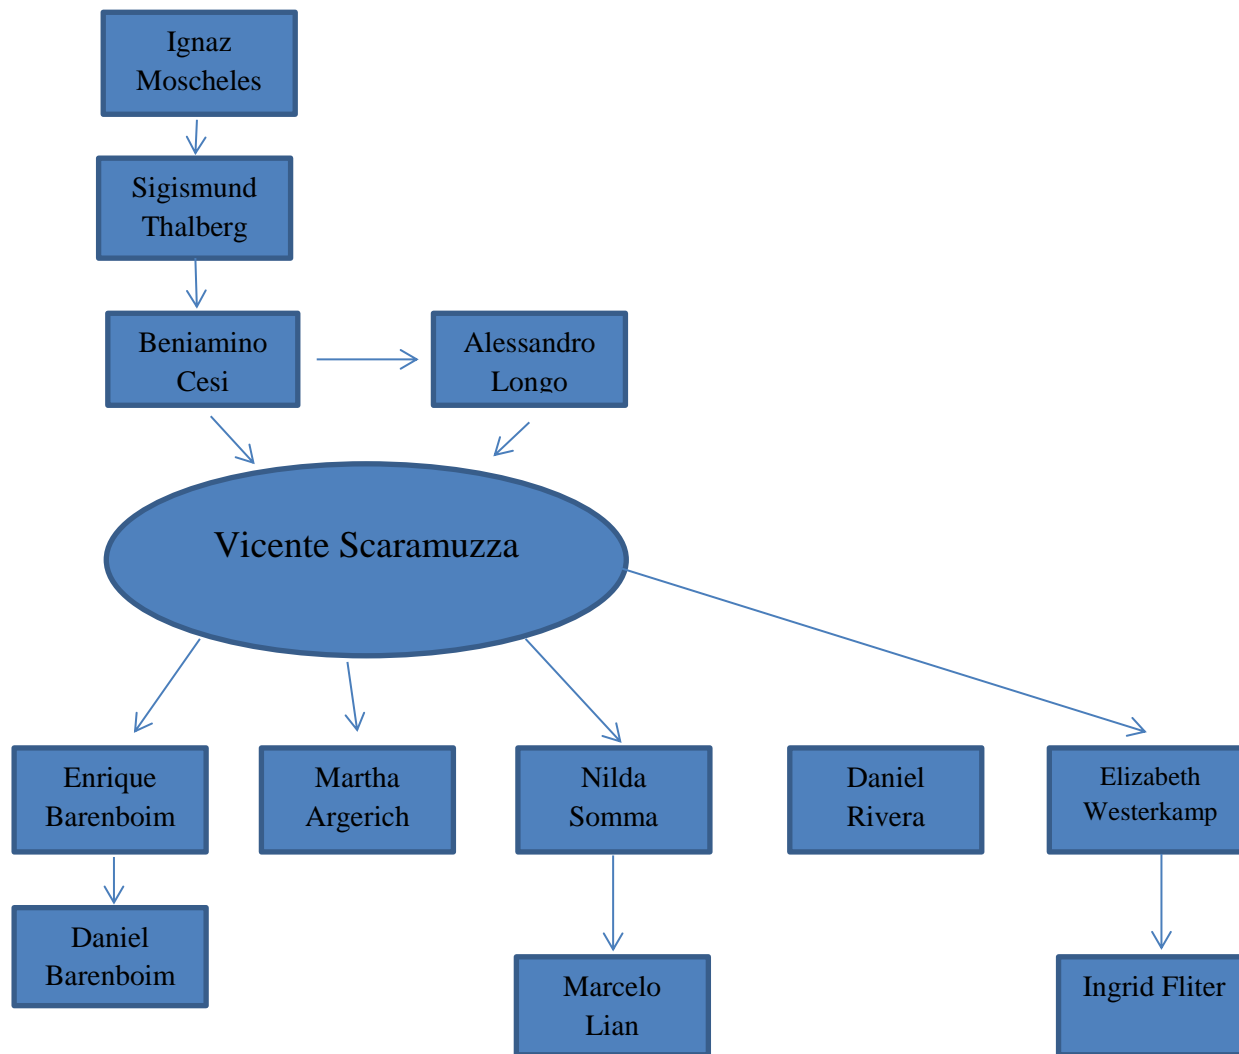 Ignaz
Moscheles
Sigismund
Thalberg
Beniamino
Cesi
Alessandro
Longo
Vicente Scaramuzza
Enrique
Barenboim
Martha
Argerich
Nilda
Somma
Daniel
Rivera
Elizabeth
Westerkamp
Daniel
Barenboim
Marcelo
Lian
Ingrid Fliter